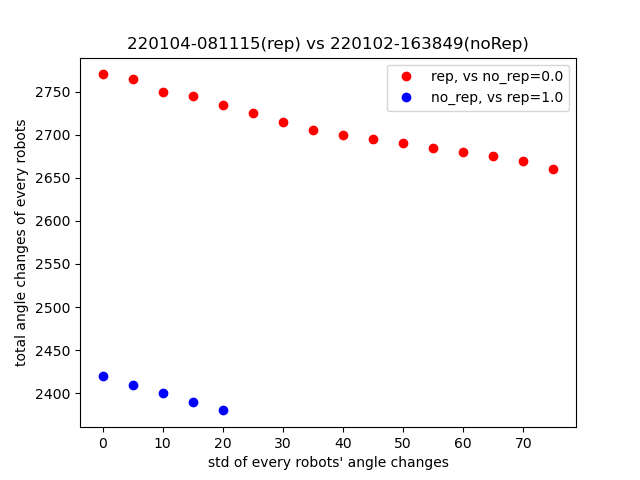 220104-081115(rep) vs 220102-163849(noRep)
rep, vs no_rep=0.0
no_rep, vs rep=1.0
total angle changes of every robots
2750
2700
2650
2600
2550
2500
2450
2400
0 10 20 30 40 50 60 70
std of every robots' angle changes